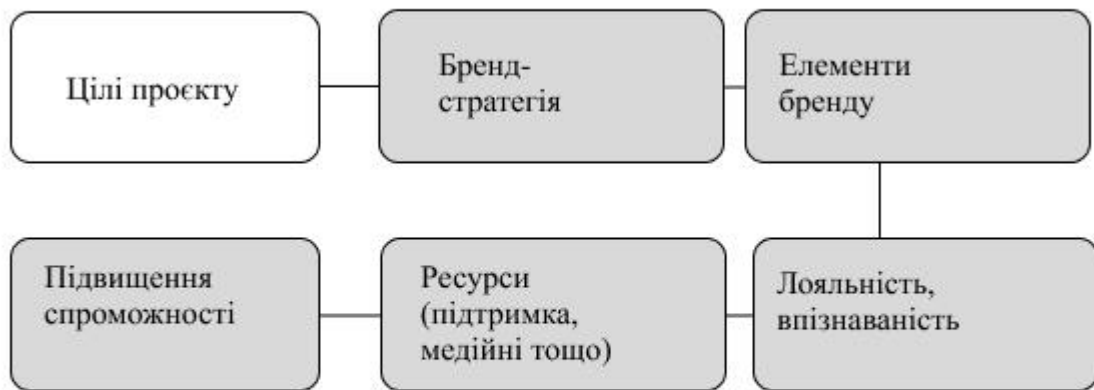 Цілі проєкту
Бренд-
стратегія
Елементи
бренду
Підвищення
спроможності
Ресурси
(підтримка,
медійні тощо)
Лояльність,
впізнаваність